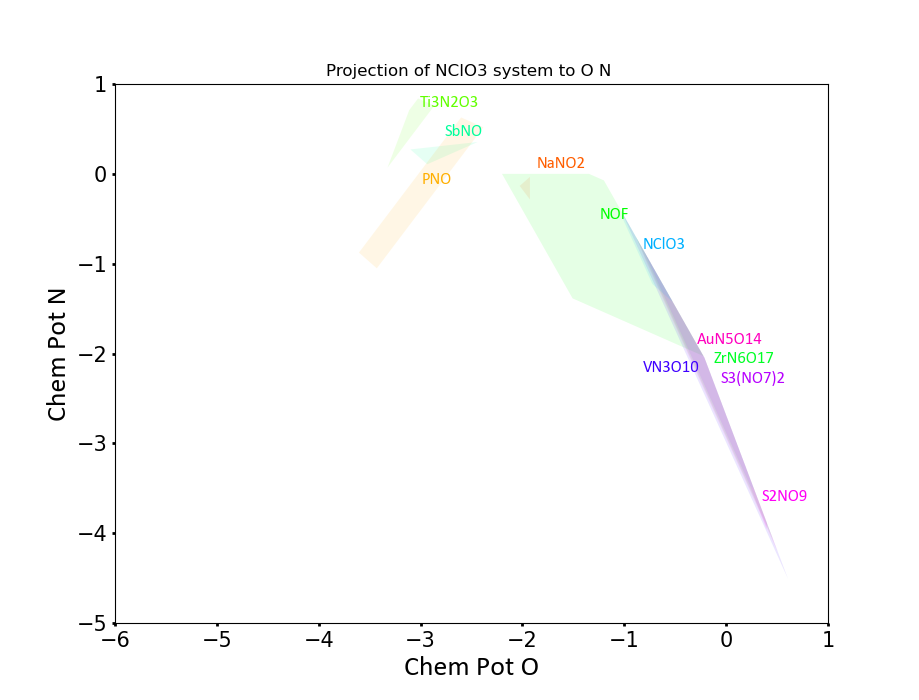 Projection of NClO3 system to O N
Chem Pot N
1
0
−1
−2
−3
−4
−5
Ti3N2O3
SbNO
NaNO2
PNO
NOF
NClO3
AuN5O14
ZrN6O17
VN3O10
S3(NO7)2
S2NO9
−6
−5
−4
−3
−2
−1
0
1
Chem Pot O